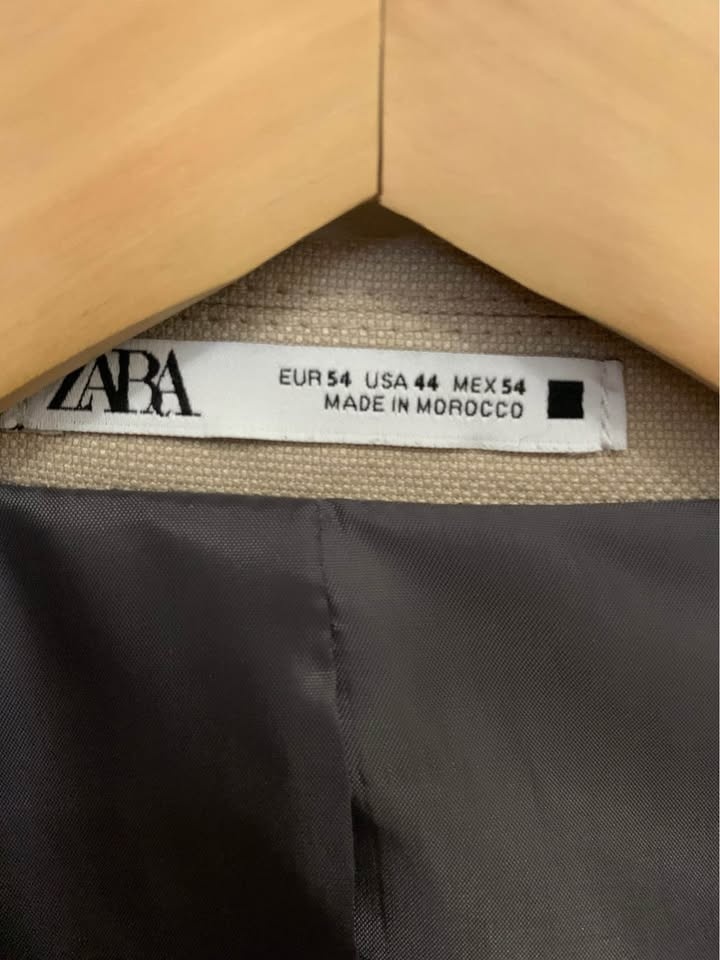 ZARA
EUR 54 USA 44 MEX 54
MADE IN MOROCCO